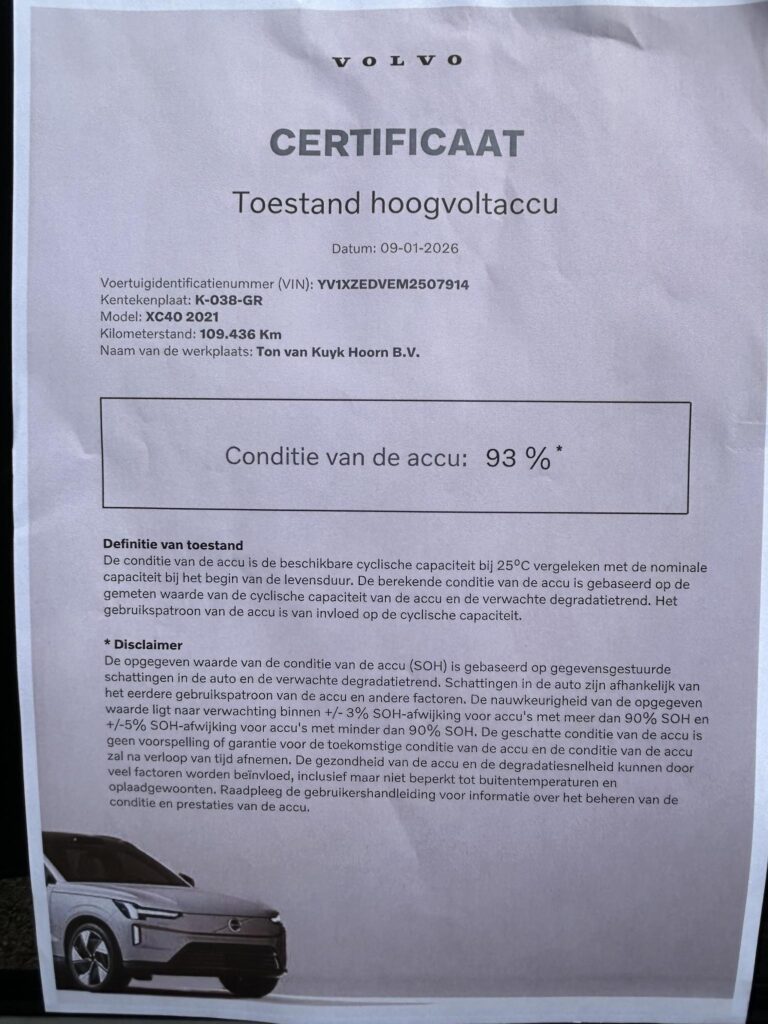 VOLVO
CERTIFICAAT
Toestand hoogvoltaccu
Datum: 09-01-2026
Voertuigidentificatienummer (VIN): YV1XZEDVEM2507914
Kentekenplaat: K-038-GR
Model: XC40 2021
Kilometerstand: 109.436 Km
Naam van de werkplaats: Ton van Kuyk Hoorn B.V.
Conditie van de accu: 93 %*
Definitie van toestand
De conditie van de accu is de beschikbare cyclische capaciteit bij 25ºC vergeleken met de nominale
capaciteit bij het begin van de levensduur. De berekende conditie van de accu is gebaseerd op de
gemeten waarde van de cyclische capaciteit van de accu en de verwachte degradatietrend. Het
gebruikspatroon van de accu is van invloed op de cyclische capaciteit.
* Disclaimer
De opgegeven waarde van de conditie van de accu (SOH) is gebaseerd op gegevensgestuurde
schattingen in de auto en de verwachte degradatietrend. Schattingen in de auto zijn afhankelijk van
het eerdere gebruikspatroon van de accu en andere factoren. De nauwkeurigheid van de opgegeven
waarde ligt naar verwachting binnen +/- 3% SOH-afwijking voor accu's met meer dan 90% SOH en
+/-5% SOH-afwijking voor accu's met minder dan 90% SOH. De geschatte conditie van de accu is
geen voorspelling of garantie voor de toekomstige conditie van de accu en de conditie van de accu
zal na verloop van tijd afnemen. De gezondheid van de accu en de degradatiesnelheid kunnen door
veel factoren worden beïnvloed, inclusief maar niet beperkt tot buitentemperaturen en
oplaadgewoonten. Raadpleeg de gebruikershandleiding voor informatie over het beheren van de
conditie en prestaties van de accu.